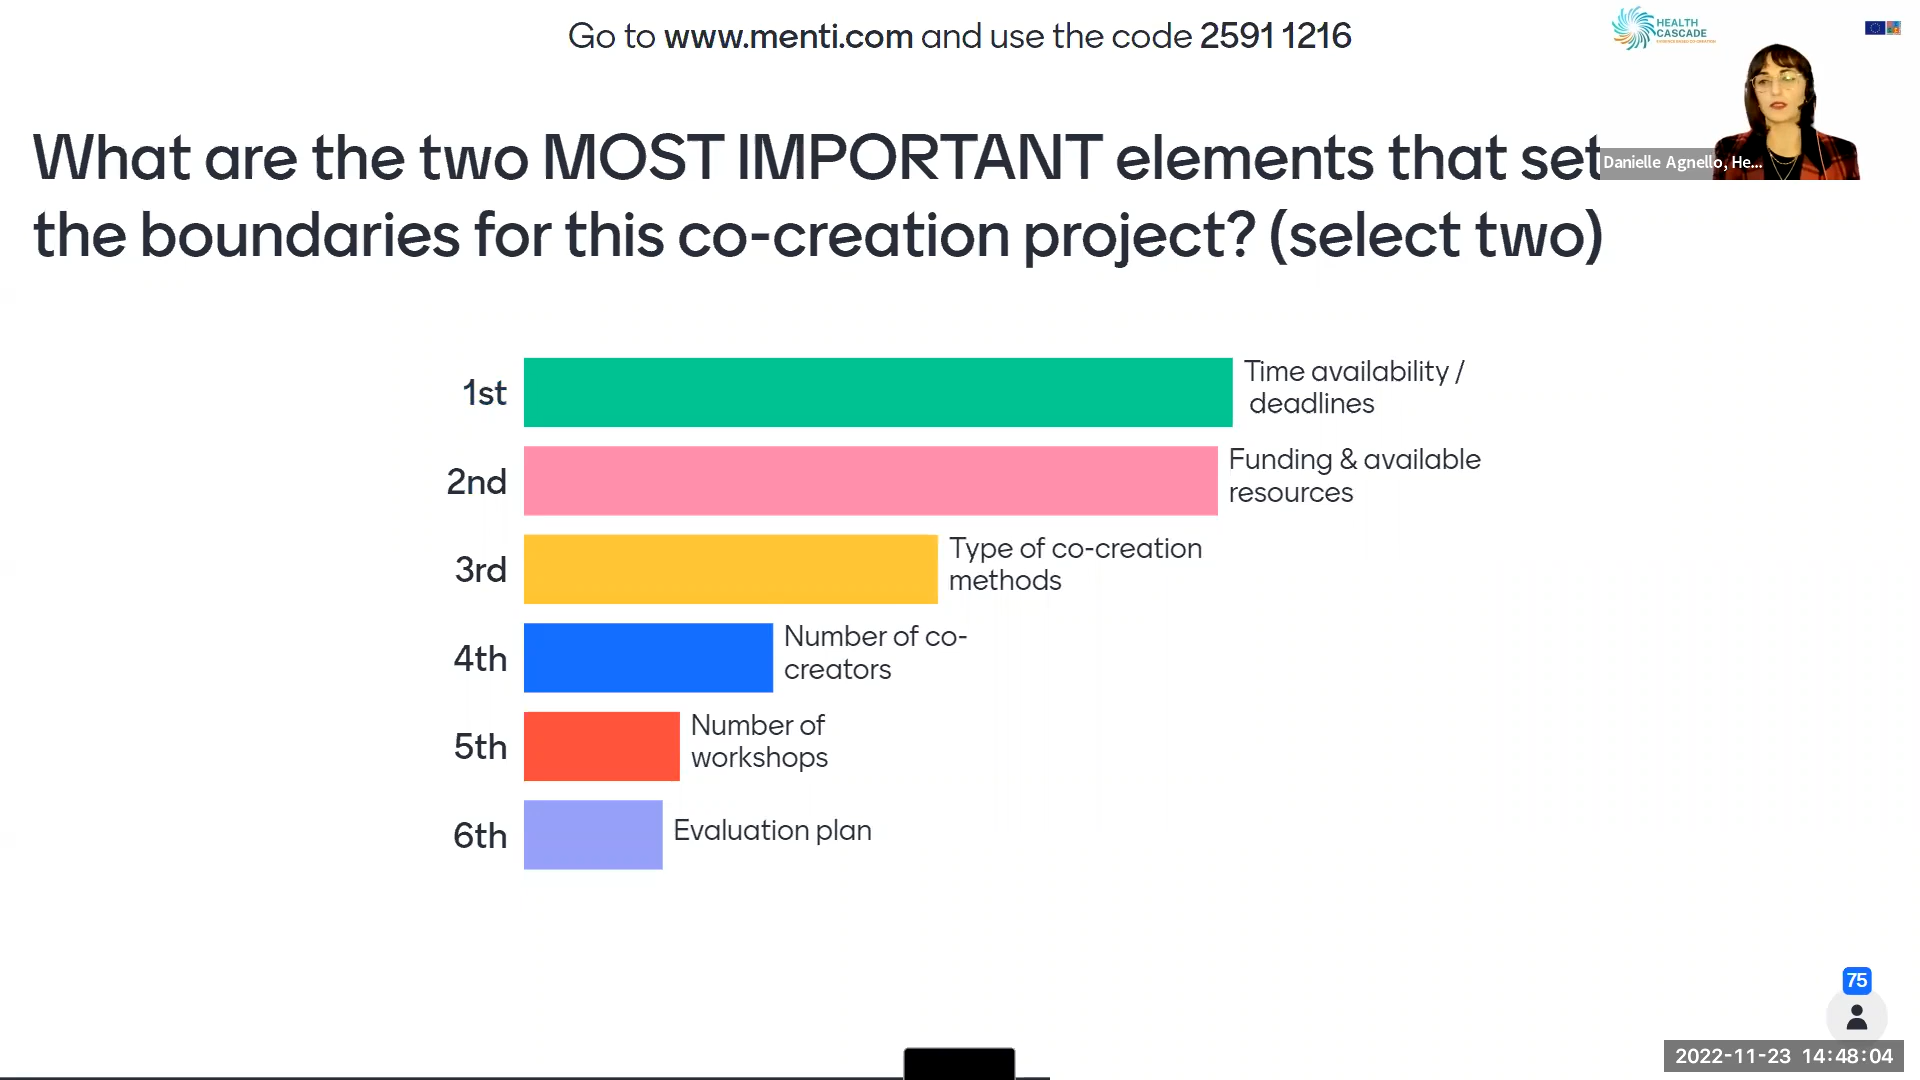 Go to www.menti.com and use the code 2591 1216
HEALTH
CASCADE
What are the two MOST IMPORTANT elements that set
Danielle Agnello, He...
the boundaries for this co-creation project? (select two)
1st
Time availability /
deadlines
2nd
Funding & available
resources
3rd
Type of co-creation
methods
4th
Number of co-
creators
5th
Number of
workshops
6th
Evaluation plan
75
2022-11-23 14:48:04